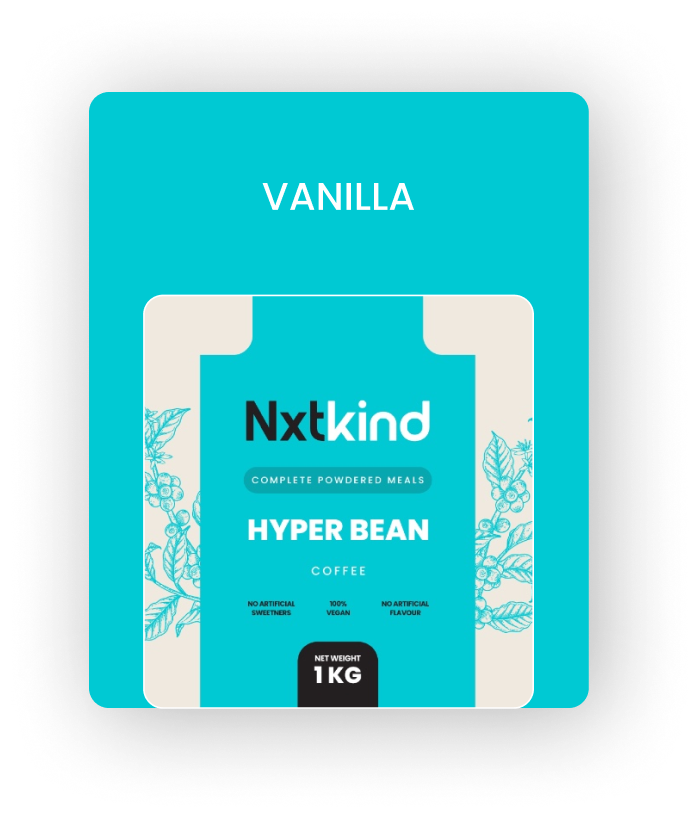 VANILLA
Nxtkind
COMPLETE POWDERED MEALS
HYPER BEAN
COFFEE
NO ARTIFICIAL SWEETNERS
100% VEGAN
NO ARTIFICIAL FLAVOUR
NET WEIGHT
1 KG